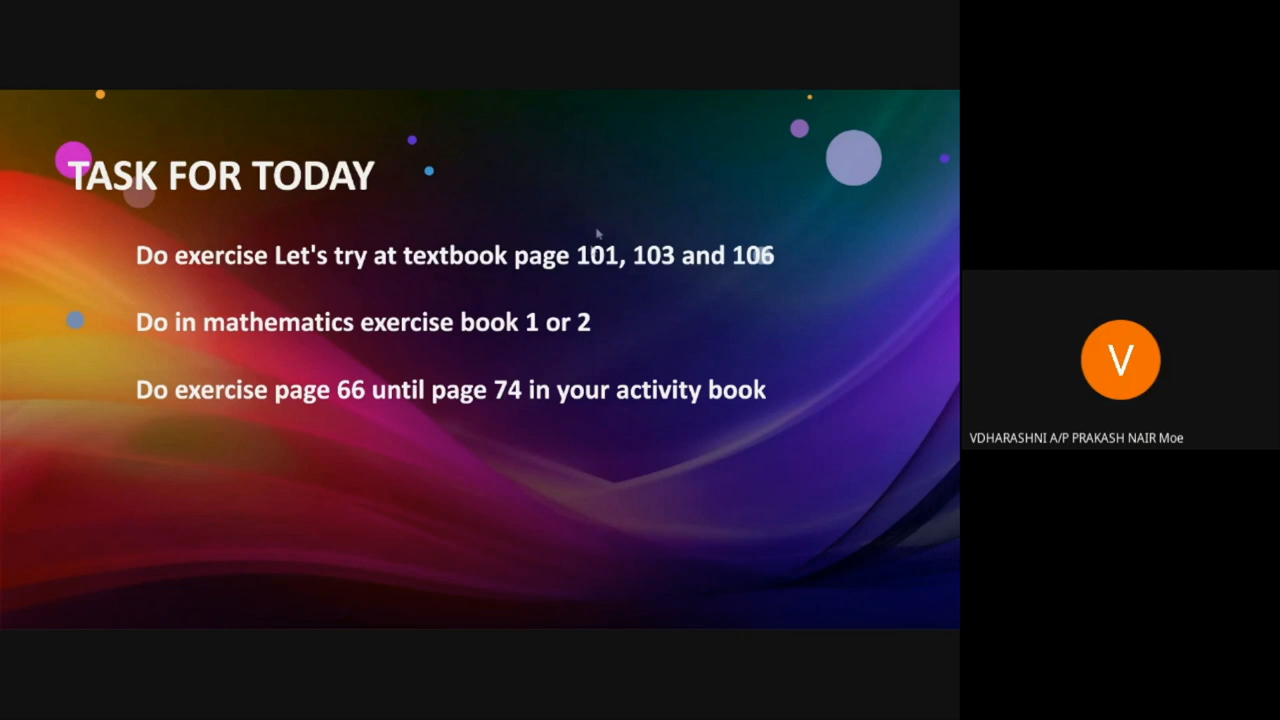 TASK FOR TODAY
Do exercise Let's try at textbook page 101, 103 and 106
Do in mathematics exercise book 1 or 2
Do exercise page 66 until page 74 in your activity book
V
VDHARASHNI A/P PRAKASH NAIR Moe